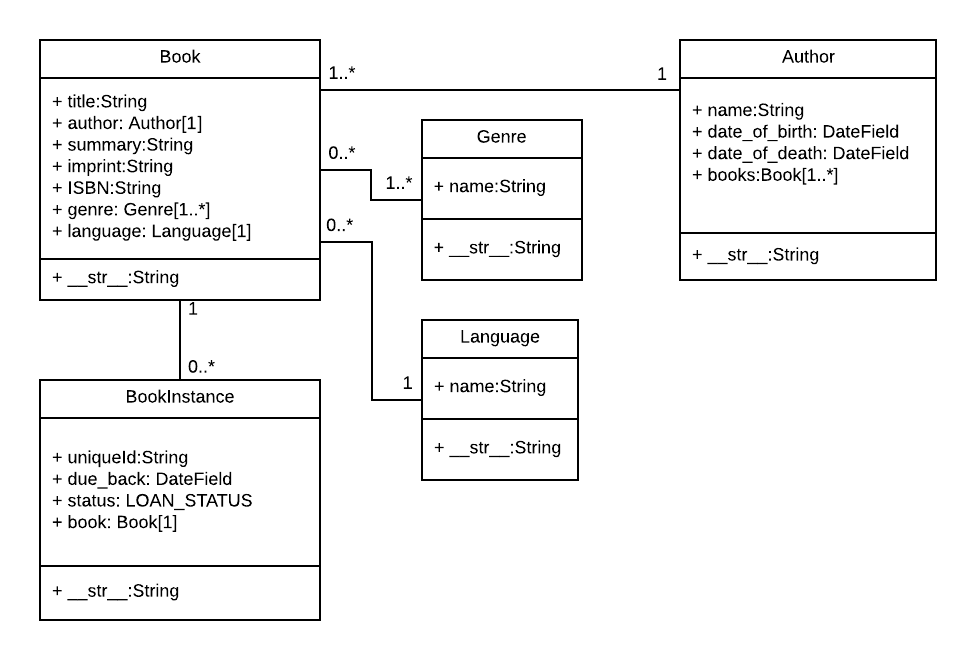 Book
+ title:String
+ author: Author[1]
+ summary:String
+ imprint:String
+ ISBN:String
+ genre: Genre[1..*]
+ language: Language[1]
+ __str__:String
1..*
1
Author
+ name:String
+ date_of_birth: DateField
+ date_of_death: DateField
+ books:Book[1..*]
+ __str__:String
0..*
1..*
Genre
+ name:String
+ __str__:String
0..*
1
Language
+ name:String
+ __str__:String
1
0..*
BookInstance
+ uniqueId:String
+ due_back: DateField
+ status: LOAN_STATUS
+ book: Book[1]
+ __str__:String